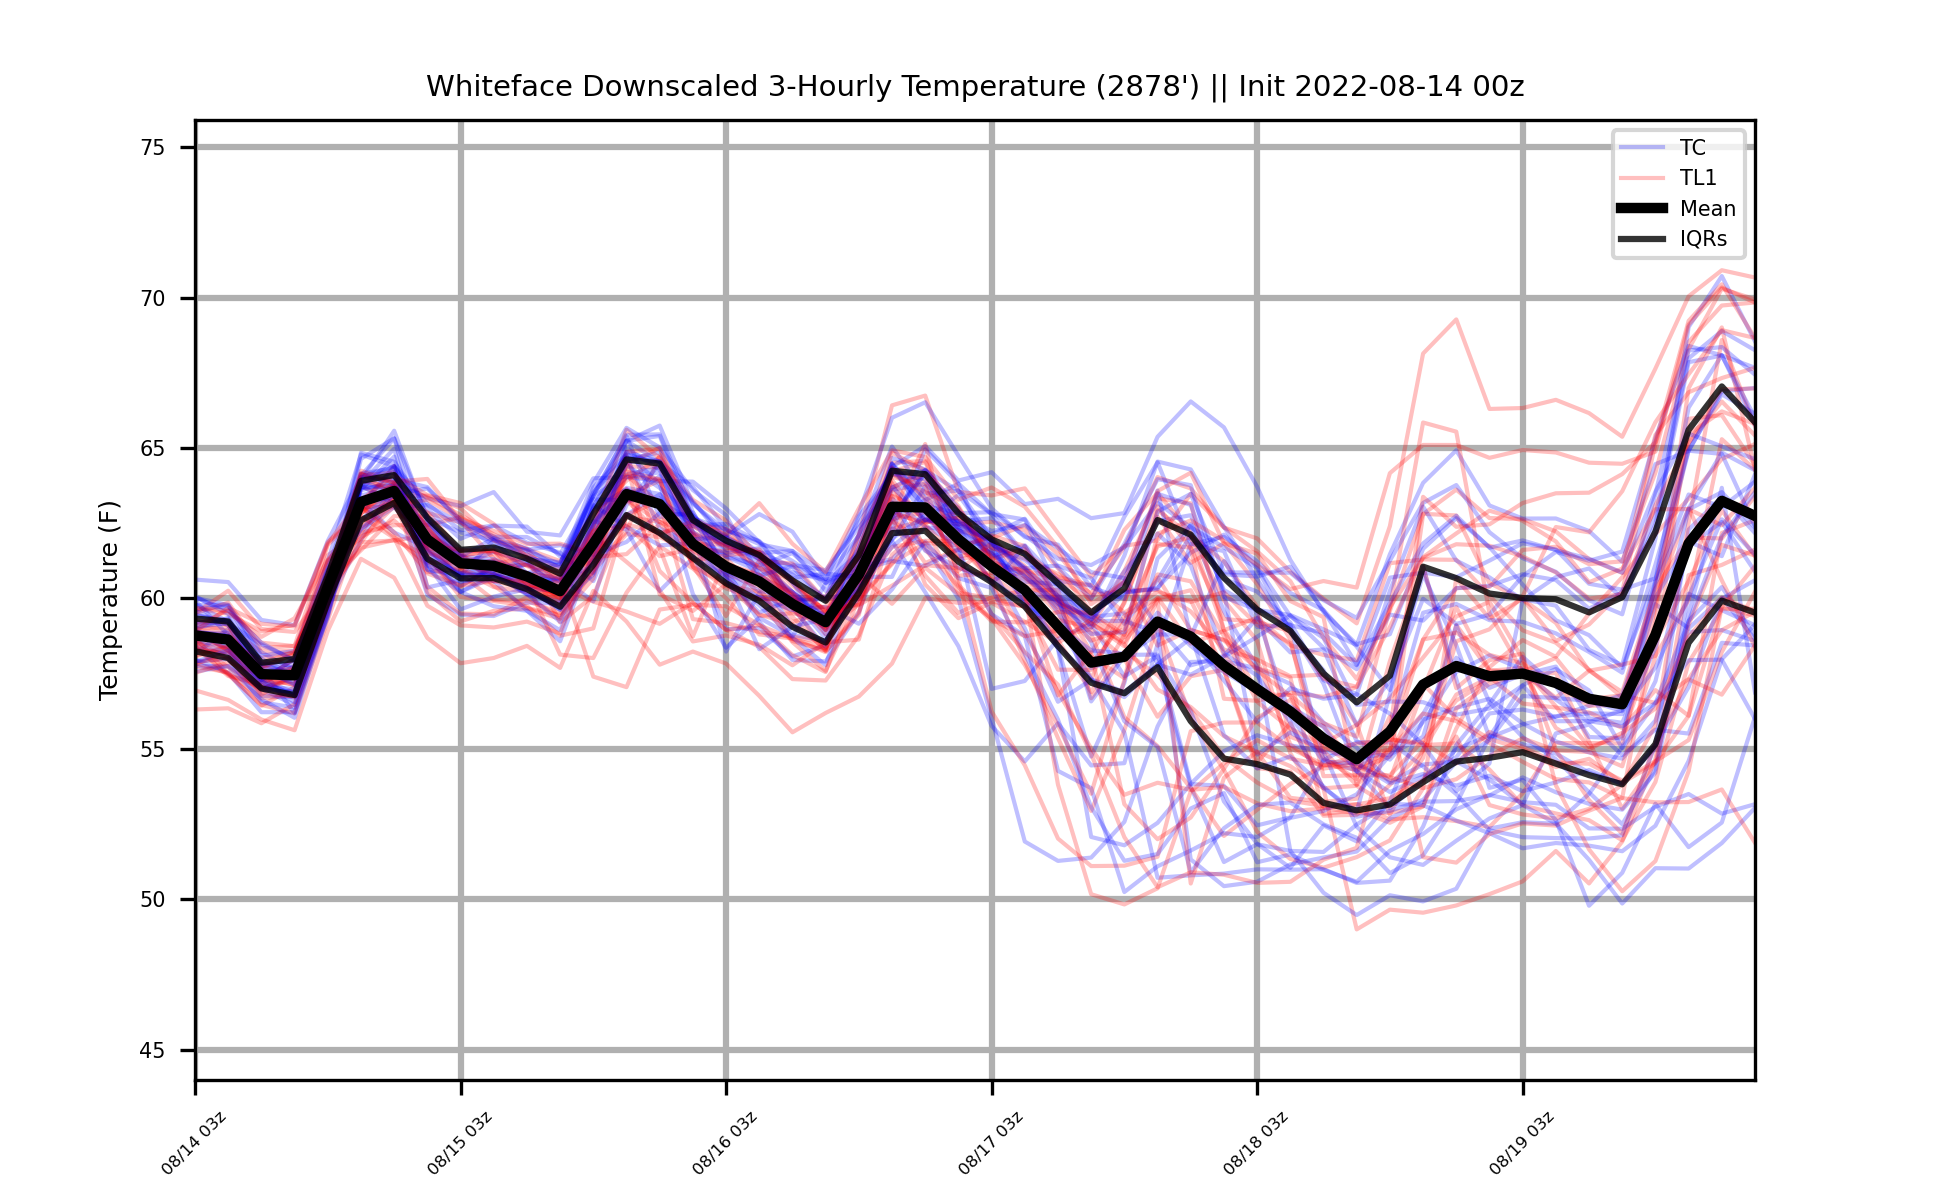 Whiteface Downscaled 3-Hourly Temperature (2878') || Init 2022-08-14 00z
TC
TL1
Mean
IQRs
Temperature (F)
75
70
65
60
55
50
45
08/14 03z
08/15 03z
08/16 03z
08/17 03z
08/18 03z
08/19 03z